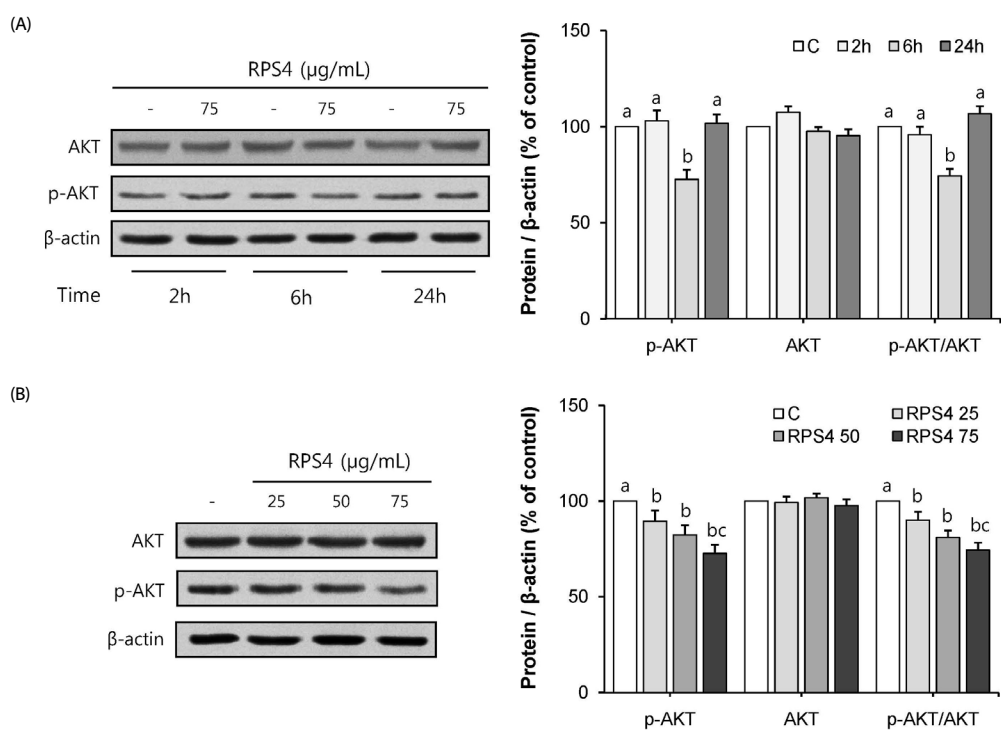 (A)
RPS4 (μg/mL)
- 75 - 75 - 75
AKT
p-AKT
β-actin
Time 2h 6h 24h
Protein / β-actin (% of control)
150
100
50
0
C 2h 6h 24h
a a b a
a a b a
p-AKT AKT p-AKT/AKT
(B)
RPS4 (μg/mL)
- 25 50 75
AKT
p-AKT
β-actin
Protein / β-actin (% of control)
150
100
50
0
C RPS4 25
RPS4 50 RPS4 75
a b b bc
a b b bc
p-AKT AKT p-AKT/AKT